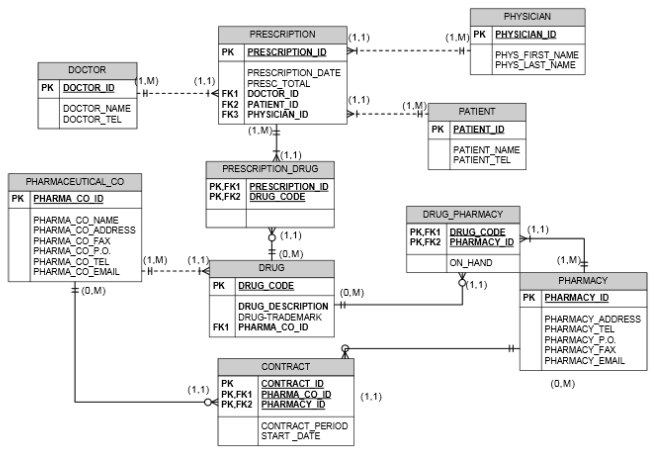 PHYSICIAN
PK PHYSICIAN_ID
PHYS_FIRST_NAME
PHYS_LAST_NAME
(1,M)
(1,1)
PRESCRIPTION
PK PRESCRIPTION_ID
PRESCRIPTION_DATE
PRESC_TOTAL
FK1 DOCTOR_ID
FK2 PATIENT_ID
FK3 PHYSICIAN_ID
DOCTOR
PK DOCTOR_ID
DOCTOR_NAME
DOCTOR_TEL
(1,M)
(1,1)
(1,1)
(1,M)
PATIENT
PK PATIENT_ID
PATIENT_NAME
PATIENT_TEL
(1,M)
(1,1)
PRESCRIPTION_DRUG
PK,FK1 PRESCRIPTION_ID
PK,FK2 DRUG_CODE
(1,1)
(0,M)
PHARMACEUTICAL_CO
PK PHARMA_CO_ID
PHARMA_CO_NAME
PHARMA_CO_ADDRESS
PHARMA_CO_FAX
PHARMA_CO_P.O.
PHARMA_CO_TEL
PHARMA_CO_EMAIL
(1,M)
(1,1)
(0,M)
DRUG
PK DRUG_CODE
DRUG_DESCRIPTION
DRUG-TRADEMARK
FK1 PHARMA_CO_ID
(0,M)
(1,1)
DRUG_PHARMACY
PK,FK1 DRUG_CODE
PK,FK2 PHARMACY_ID
ON_HAND
(1,1)
(1,M)
PHARMACY
PK PHARMACY_ID
PHARMACY_ADDRESS
PHARMACY_TEL
PHARMACY_P.O.
PHARMACY_FAX
PHARMACY_EMAIL
(0,M)
CONTRACT
PK CONTRACT_ID
PK,FK1 PHARMA_CO_ID
PK,FK2 PHARMACY_ID
CONTRACT_PERIOD
START _DATE
(1,1)
(1,1)